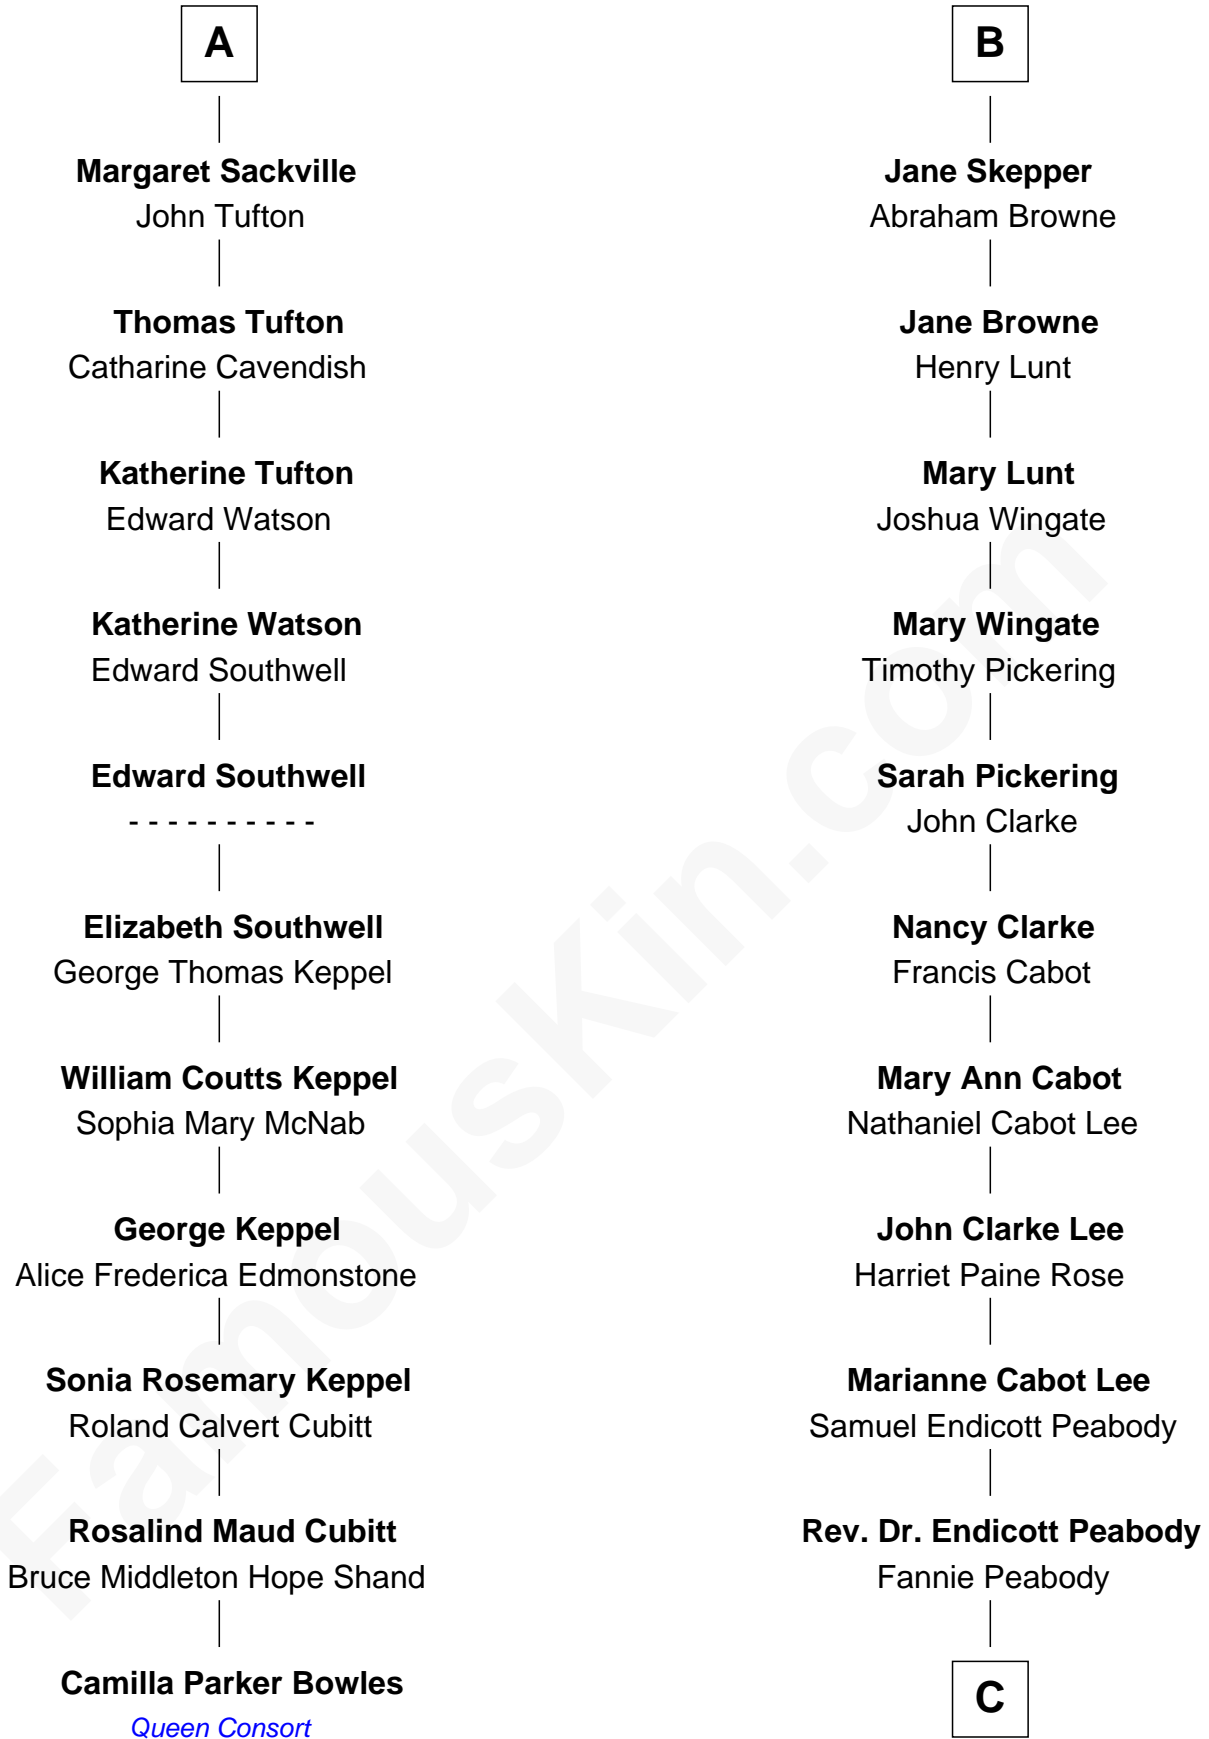 A
Margaret Sackville
John Tufton
Thomas Tufton
Catharine Cavendish
Katherine Tufton
Edward Watson
Katherine Watson
Edward Southwell
Edward Southwell
- - - - - - - - - -
Elizabeth Southwell
George Thomas Keppel
William Coutts Keppel
Sophia Mary McNab
George Keppel
Alice Frederica Edmonstone
Sonia Rosemary Keppel
Roland Calvert Cubitt
Rosalind Maud Cubitt
Bruce Middleton Hope Shand
Camilla Parker Bowles
Queen Consort
B
Jane Skepper
Abraham Browne
Jane Browne
Henry Lunt
Mary Lunt
Joshua Wingate
Mary Wingate
Timothy Pickering
Sarah Pickering
John Clarke
Nancy Clarke
Francis Cabot
Mary Ann Cabot
Nathaniel Cabot Lee
John Clarke Lee
Harriet Paine Rose
Marianne Cabot Lee
Samuel Endicott Peabody
Rev. Dr. Endicott Peabody
Fannie Peabody
C
FamousKin.com